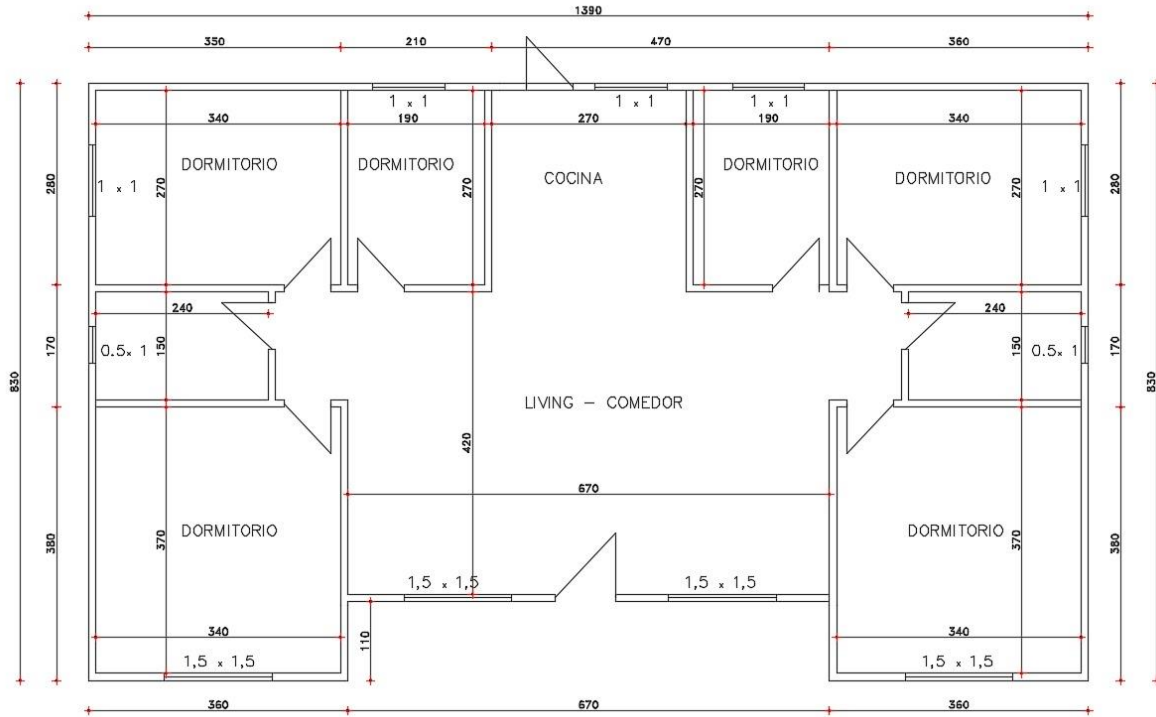 1390
350 210 470 360
1 x 1 1 x 1 1 x 1
340 190 270 190 340
DORMITORIO DORMITORIO COCINA DORMITORIO DORMITORIO
280 1 x 1 270 270 270 270 1 x 1 280
240 240
830 170 0.5x 1 150 150 0.5x 1 170 830
LIVING - COMEDOR
420
670
DORMITORIO DORMITORIO
380 370 370 380
1,5 x 1,5 1,5 x 1,5
110
340 340
1,5 x 1,5 1,5 x 1,5
360 670 360